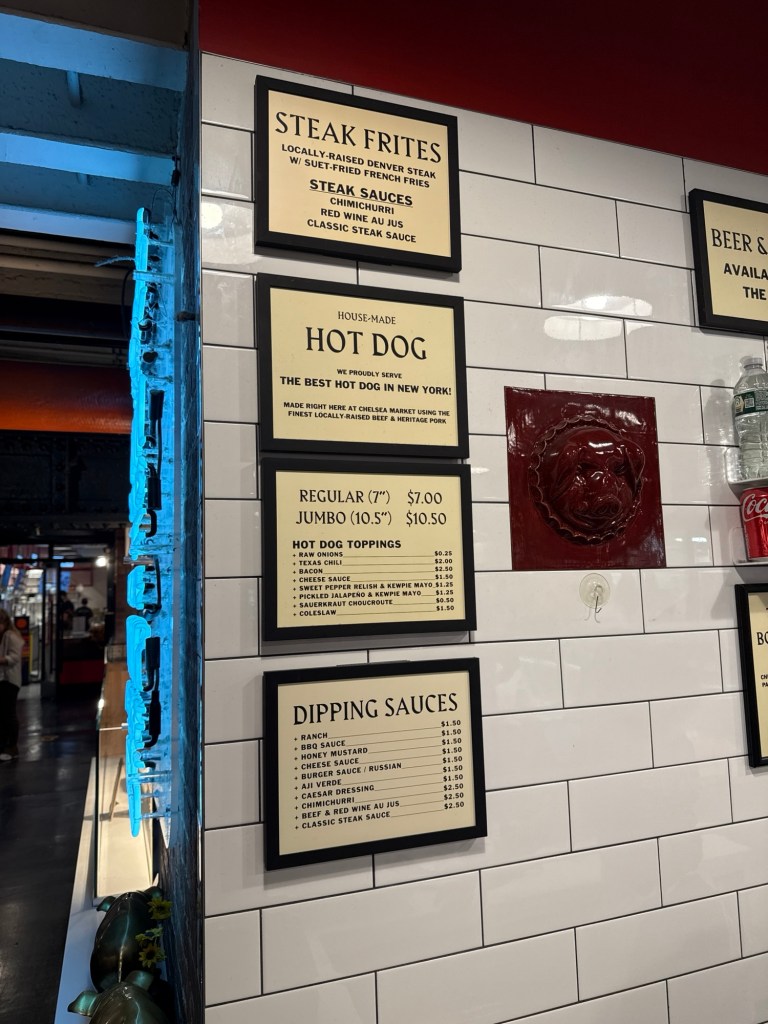 STEAK FRITES
LOCALLY-RAISED DENVER STEAK
W/ SUET-FRIED FRENCH FRIES
STEAK SAUCES
CHIMICHURRI
RED WINE AU JUS
CLASSIC STEAK SAUCE
HOUSE-MADE
HOT DOG
WE PROUDLY SERVE
THE BEST HOT DOG IN NEW YORK!
MADE RIGHT HERE AT CHELSEA MARKET USING THE
FINEST LOCALLY-RAISED BEEF & HERITAGE PORK
REGULAR (7") $7.00
JUMBO (10.5") $10.50
HOT DOG TOPPINGS
+ RAW ONIONS $0.25
+ TEXAS CHILI $2.00
+ BACON $2.50
+ CHEESE SAUCE $1.50
+ SWEET PEPPER RELISH & KEWPIE MAYO $1.25
+ PICKLED JALAPEÑO & KEWPIE MAYO $1.25
+ SAUERKRAUT CHOUCROUTE $0.50
+ COLESLAW $1.50
DIPPING SAUCES
+ RANCH $1.50
+ BBQ SAUCE $1.50
+ HONEY MUSTARD $1.50
+ CHEESE SAUCE $1.50
+ BURGER SAUCE / RUSSIAN $1.50
+ AJI VERDE $1.50
+ CAESAR DRESSING $2.50
+ CHIMICHURRI $2.50
+ BEEF & RED WINE AU JUS $2.50
+ CLASSIC STEAK SAUCE $2.50
BEER &
AVAILA
THE
Coc
BO